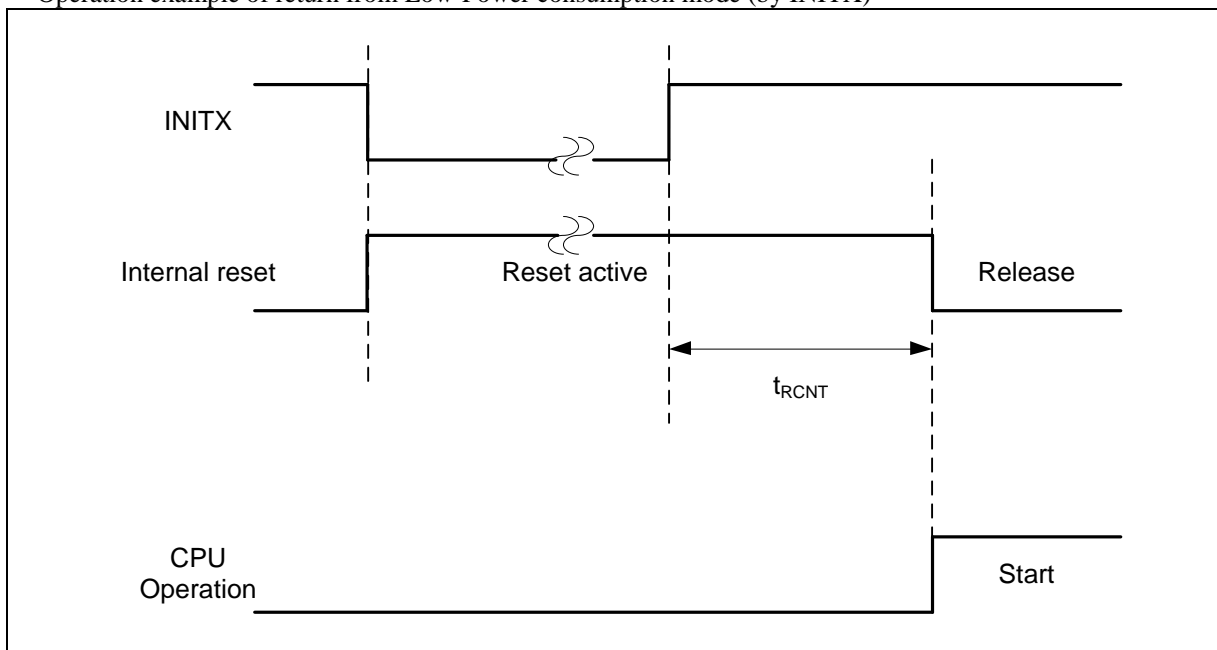 Operation example of return from Low-Power consumption mode (by INITX)
INITX
Internal reset
Reset active
Release
tRCNT
CPU
Operation
Start